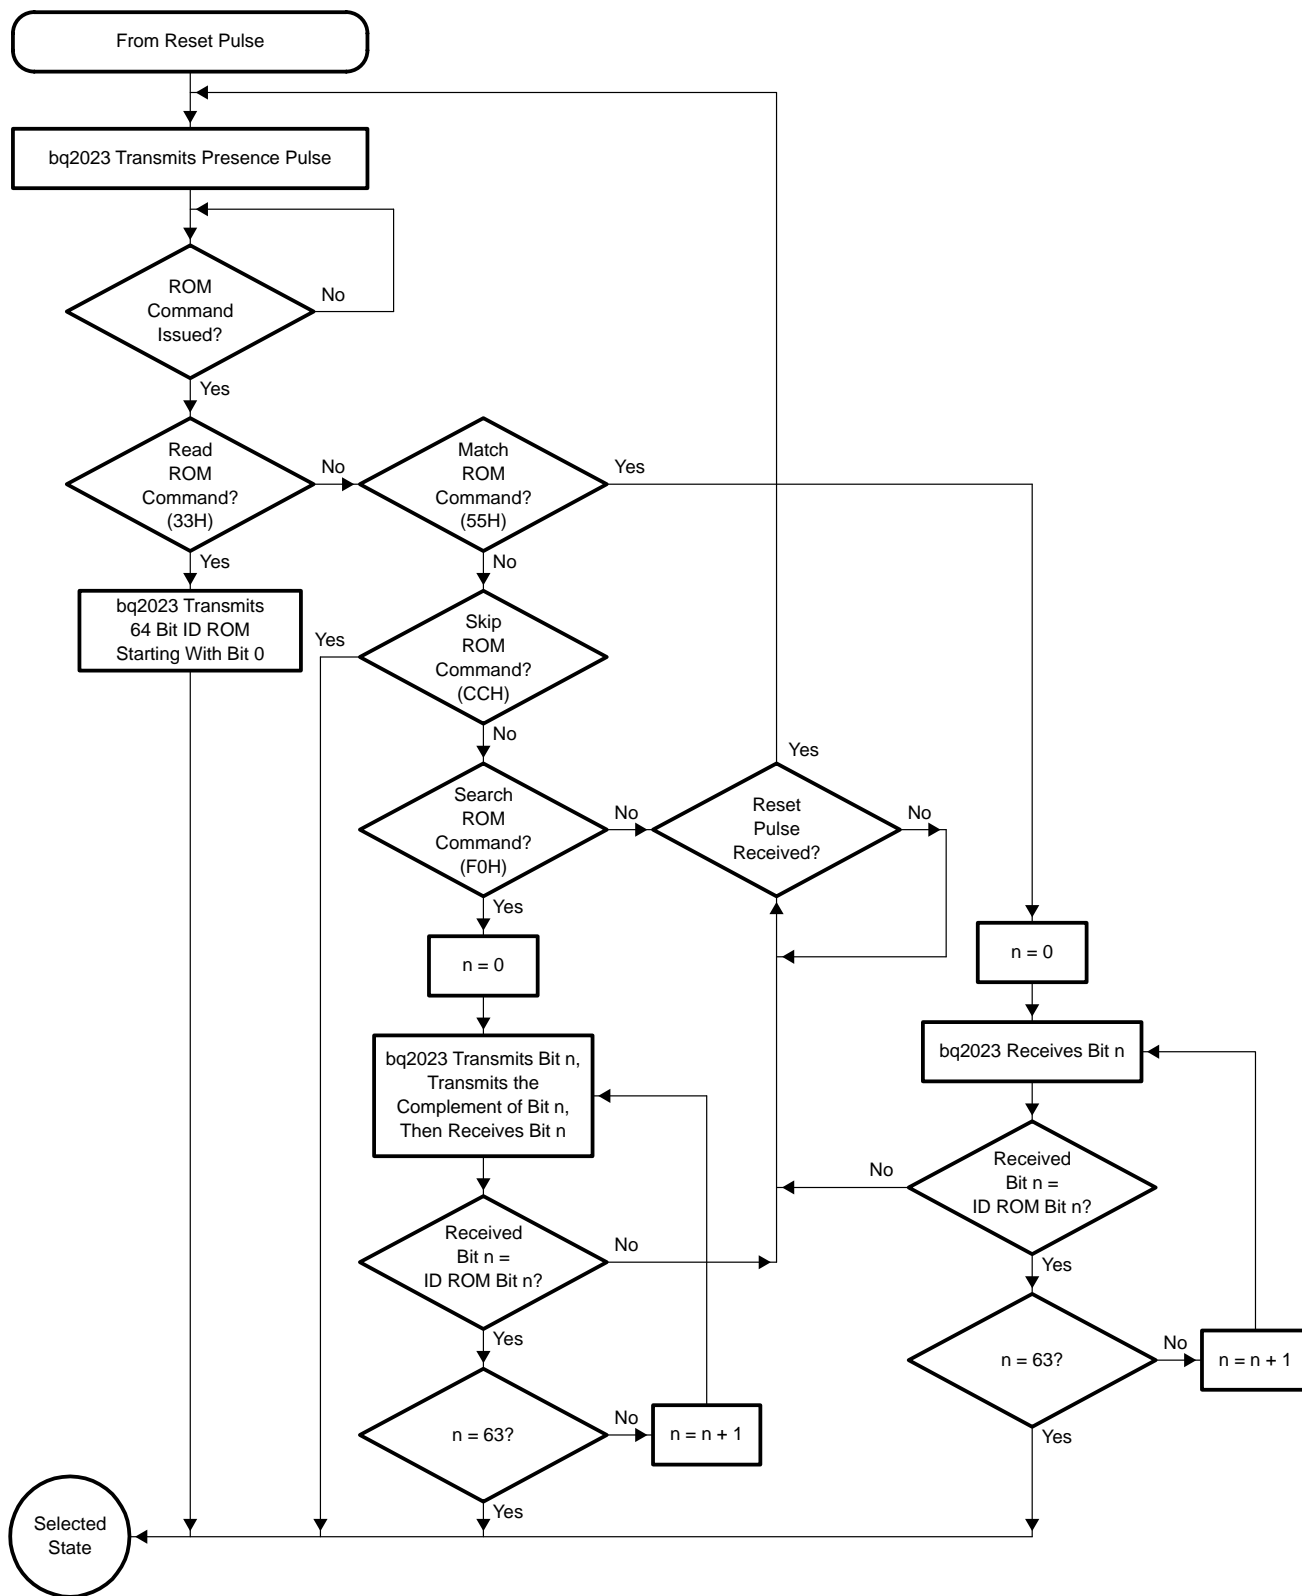 From Reset Pulse
bq2023 Transmits Presence Pulse
ROM
Command
Issued?
No
Yes
Read
ROM
Command?
(33H)
No
Match
ROM
Command?
(55H)
Yes
Yes
No
bq2023 Transmits
64 Bit ID ROM
Starting With Bit 0
Yes
Skip
ROM
Command?
(CCH)
No
Yes
Search
ROM
Command?
(F0H)
No
Reset
Pulse
Received?
No
Yes
n = 0
n = 0
bq2023 Transmits Bit n,
Transmits the
Complement of Bit n,
Then Receives Bit n
bq2023 Receives Bit n
No
Received
Bit n =
ID ROM Bit n?
Received
Bit n =
ID ROM Bit n?
No
Yes
Yes
n = 63?
No
n = n + 1
n = 63?
No
n = n + 1
Yes
Yes
Selected
State